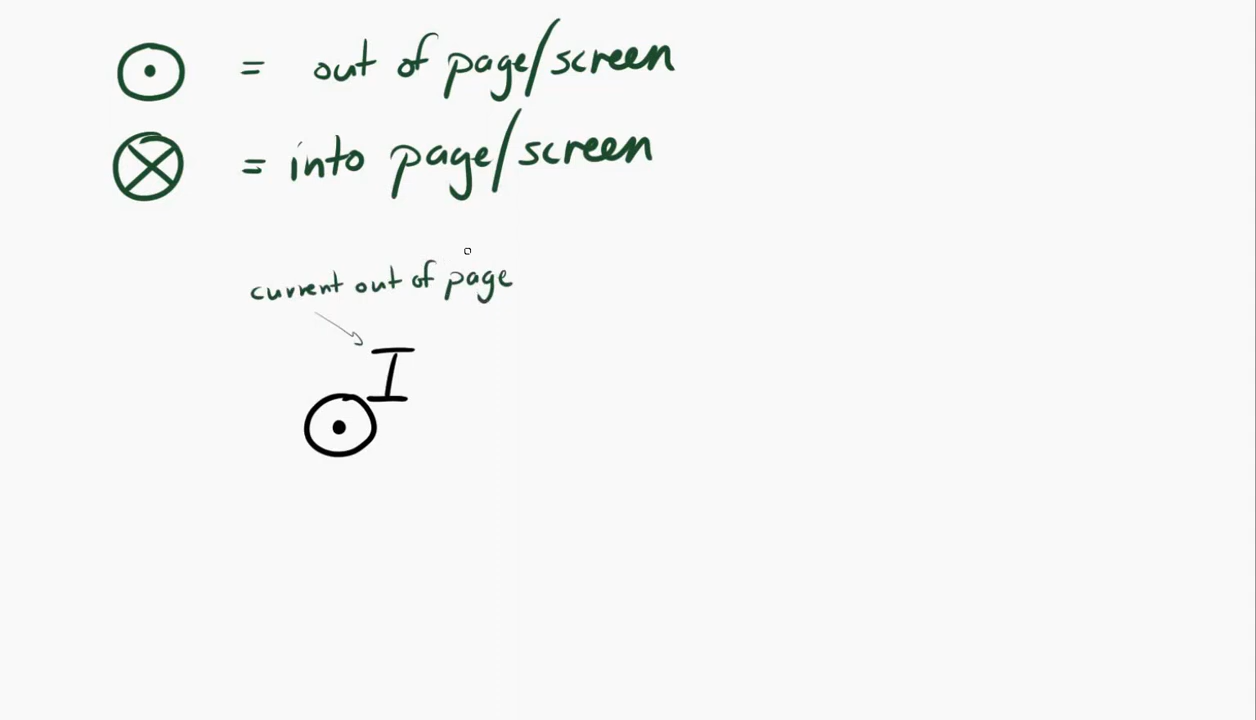 = out of page/screen
= into page/screen
current out of page
I